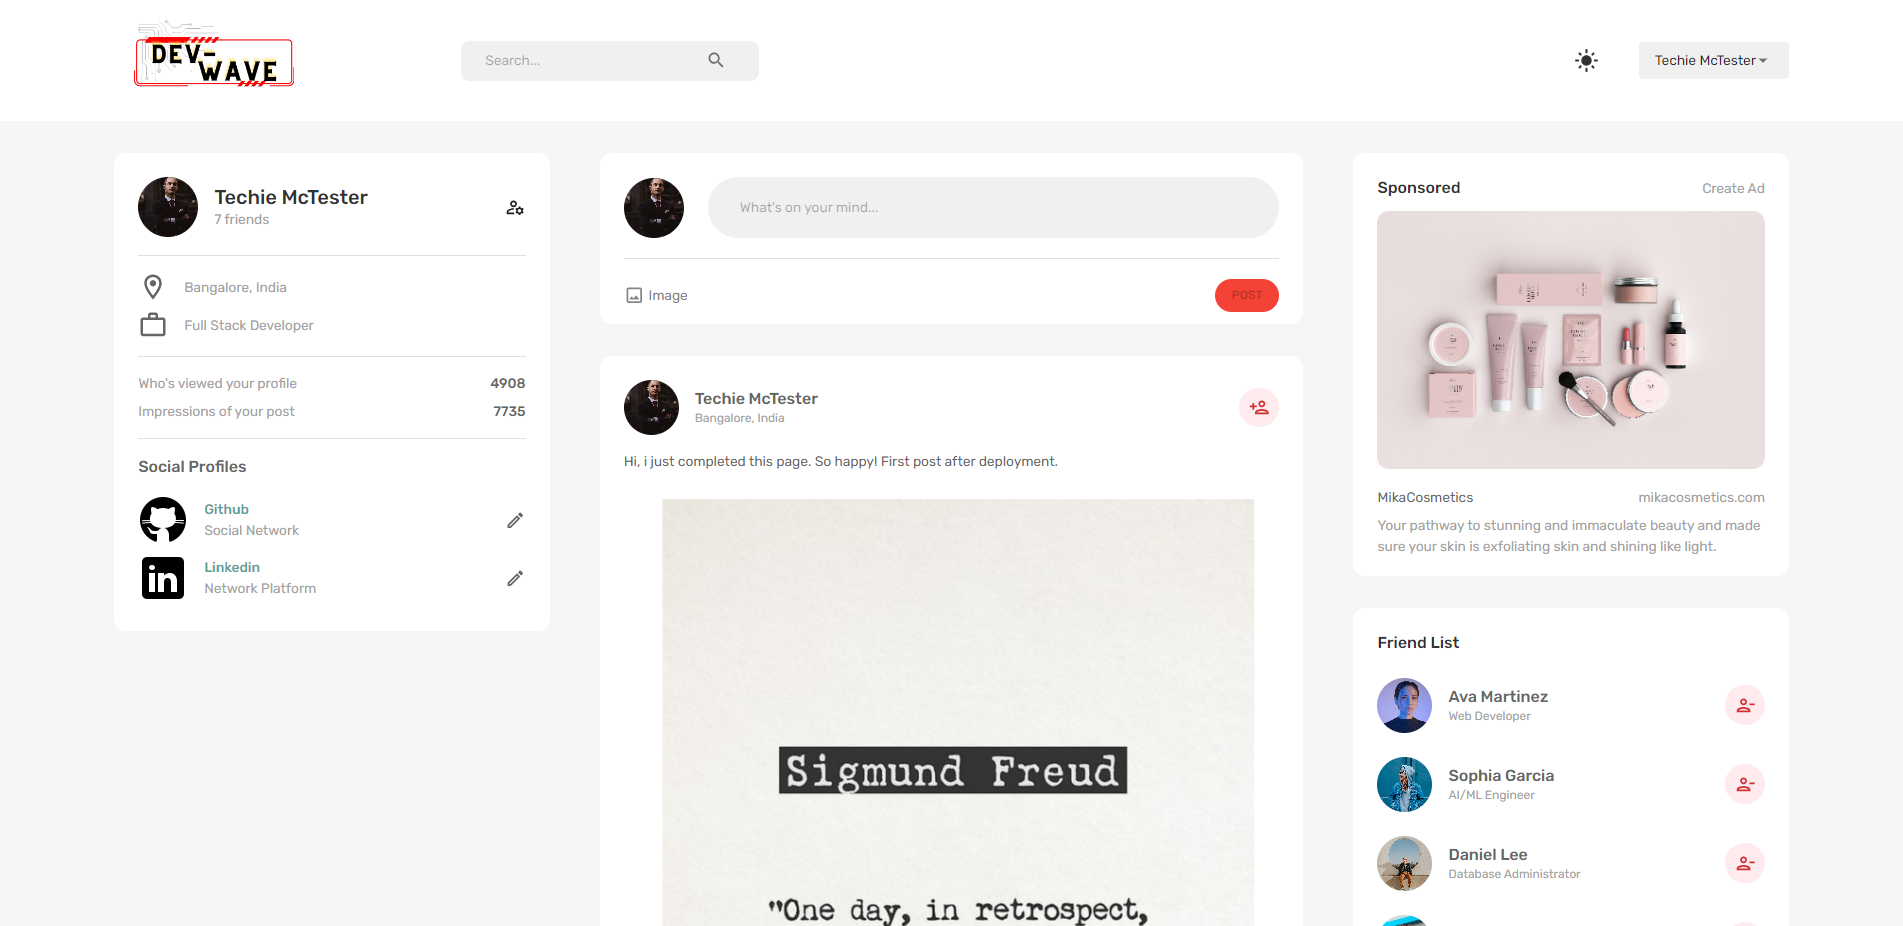 DEV-
WAVE
Search...
Techie McTester
Techie McTester
7 friends
Bangalore, India
Full Stack Developer
Who's viewed your profile 4908
Impressions of your post 7735
Social Profiles
Github
Social Network
Linkedin
Network Platform
What's on your mind...
Image
POST
Techie McTester
Bangalore, India
Hi, i just completed this page. So happy! First post after deployment.
Sigmund Freud
"One day, in retrospect,
Sponsored Create Ad
MikaCosmetics mikacosmetics.com
Your pathway to stunning and immaculate beauty and made
sure your skin is exfoliating skin and shining like light.
Friend List
Ava Martinez
Web Developer
Sophia Garcia
AI/ML Engineer
Daniel Lee
Database Administrator